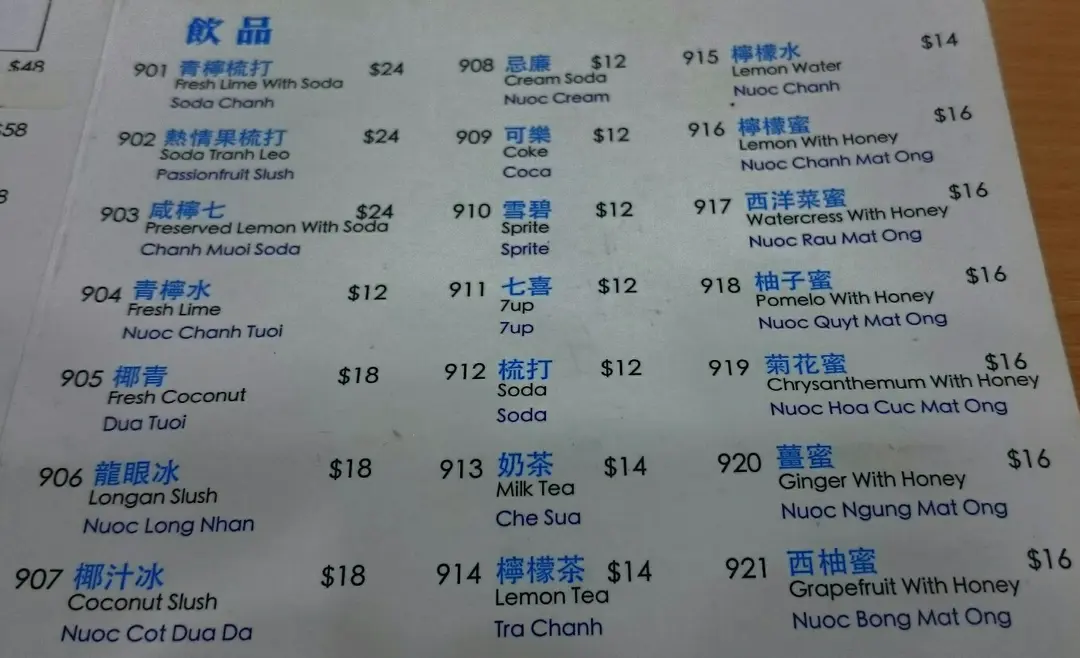 $48
$58
8
飲品
901 青檸梳打 $24
Fresh Lime With Soda
Soda Chanh
902 熱情果梳打 $24
Soda Tranh Leo
Passionfruit Slush
903 咸檸七 $24
Preserved Lemon With Soda
Chanh Muoi Soda
904 青檸水 $12
Fresh Lime
Nuoc Chanh Tuoi
905 椰青 $18
Fresh Coconut
Dua Tuoi
906 龍眼冰 $18
Longan Slush
Nuoc Long Nhan
907 椰汁冰 $18
Coconut Slush
Nuoc Cot Dua Da
908 忌廉 $12
Cream Soda
Nuoc Cream
909 可樂 $12
Coke
Coca
910 雪碧 $12
Sprite
Sprite
911 七喜 $12
7up
7up
912 梳打 $12
Soda
Soda
913 奶茶 $14
Milk Tea
Che Sua
914 檸檬茶 $14
Lemon Tea
Tra Chanh
915 檸檬水 $14
Lemon Water
Nuoc Chanh
916 檸檬蜜 $16
Lemon With Honey
Nuoc Chanh Mat Ong
917 西洋菜蜜 $16
Watercress With Honey
Nuoc Rau Mat Ong
918 柚子蜜 $16
Pomelo With Honey
Nuoc Quyt Mat Ong
919 菊花蜜 $16
Chrysanthemum With Honey
Nuoc Hoa Cuc Mat Ong
920 薑蜜 $16
Ginger With Honey
Nuoc Ngung Mat Ong
921 西柚蜜 $16
Grapefruit With Honey
Nuoc Bong Mat Ong